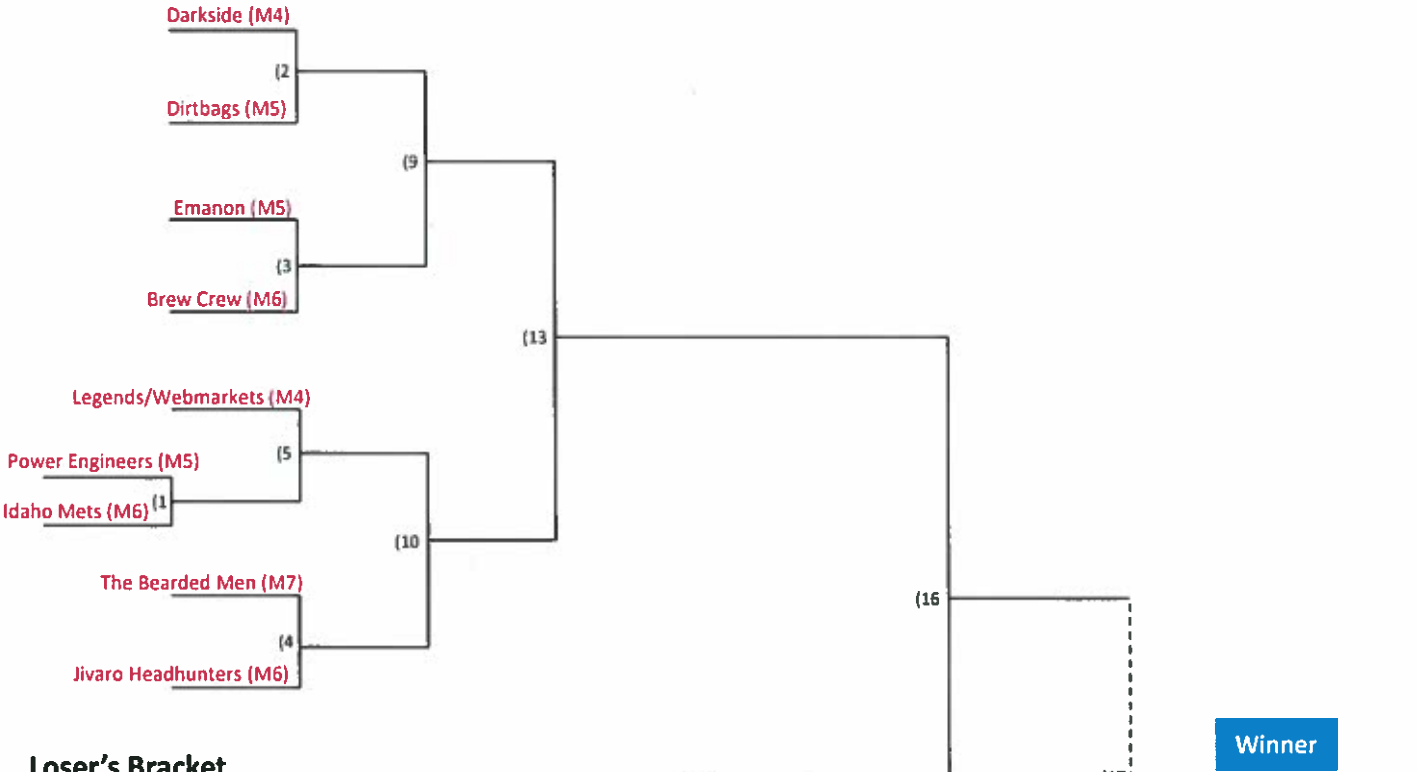 Darkside (M4)
(2
Dirtbags (M5)
(9
Emanon (M5)
(3
Brew Crew (M6)
(13
Legends/Webmarkets (M4)
(5
Power Engineers (M5)
(1
Idaho Mets (M6)
(10
The Bearded Men (M7)
(16
(4
Jivaro Headhunters (M6)
Winner
Loser's Bracket